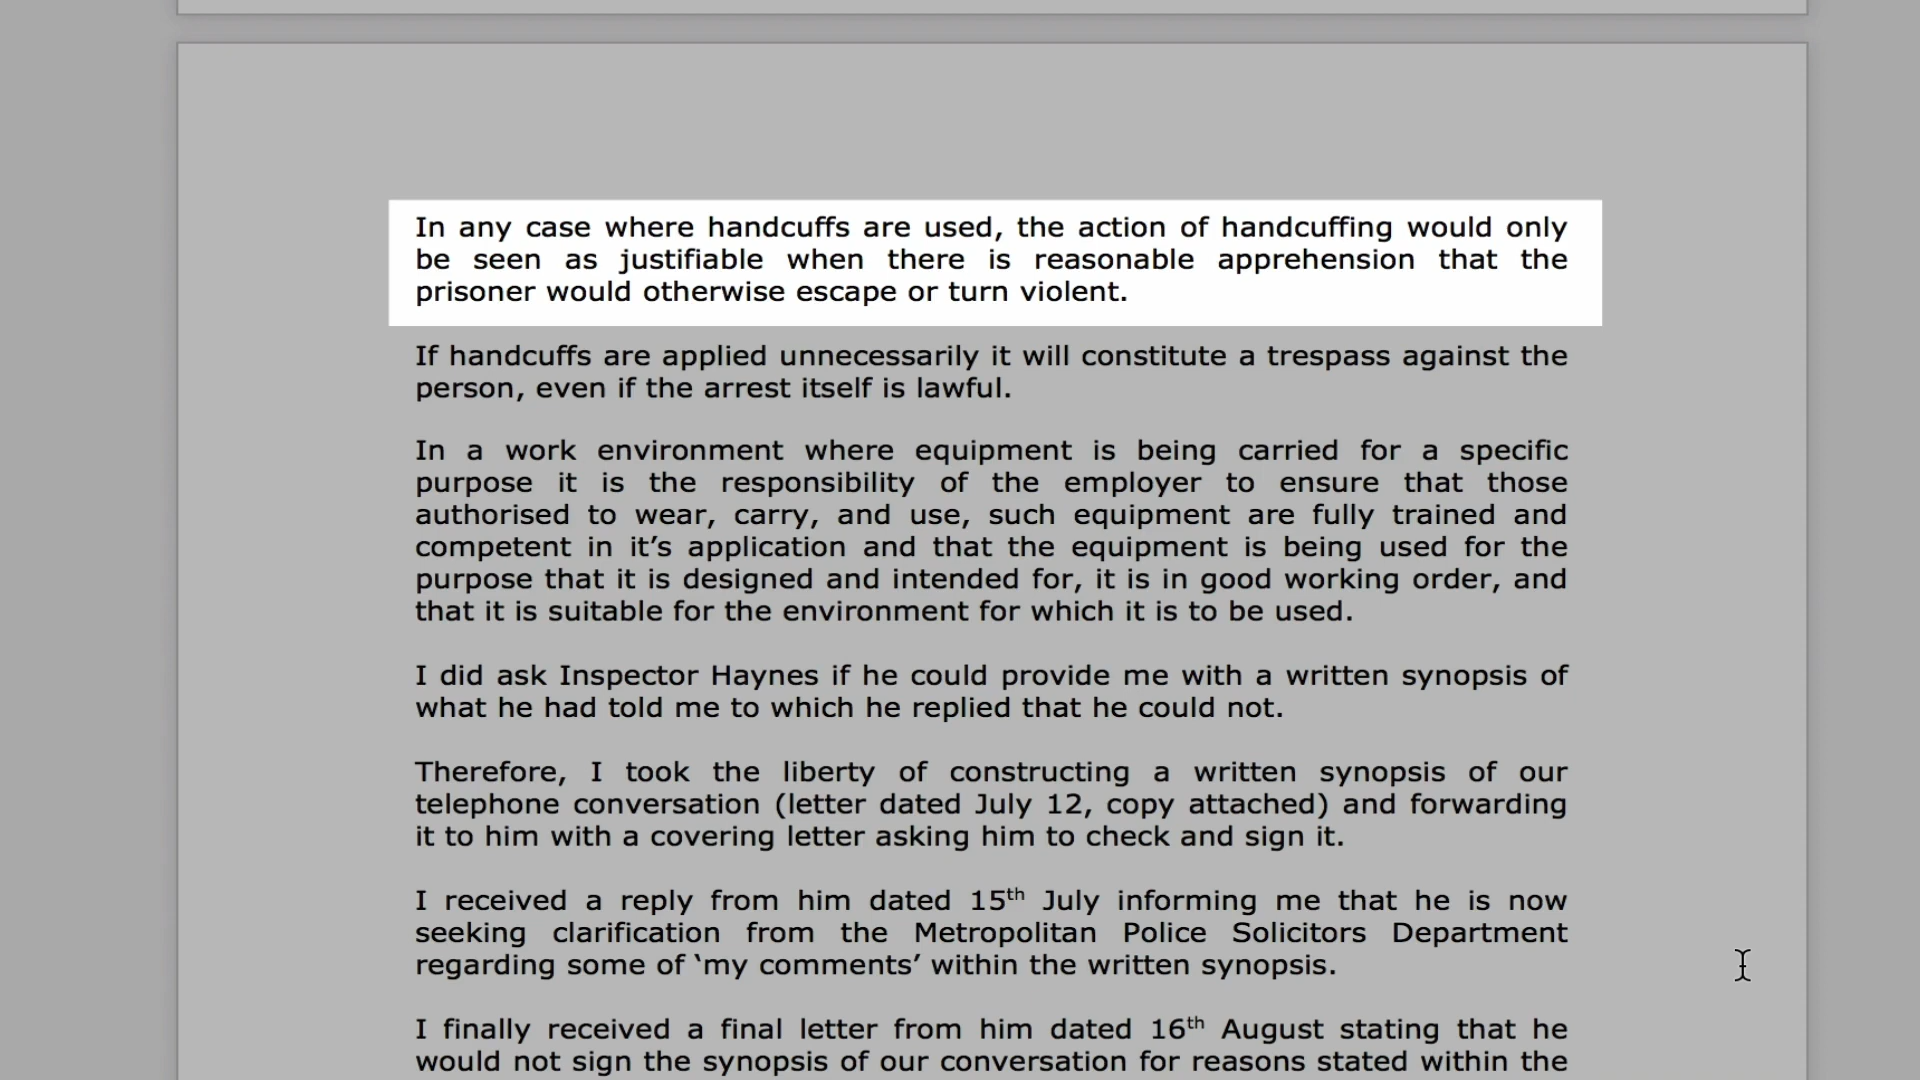 In any case where handcuffs are used, the action of handcuffing would only
be seen as justifiable when there is reasonable apprehension that the
prisoner would otherwise escape or turn violent.
If handcuffs are applied unnecessarily it will constitute a trespass against the
person, even if the arrest itself is lawful.
In a work environment where equipment is being carried for a specific
purpose it is the responsibility of the employer to ensure that those
authorised to wear, carry, and use, such equipment are fully trained and
competent in it’s application and that the equipment is being used for the
purpose that it is designed and intended for, it is in good working order, and
that it is suitable for the environment for which it is to be used.
I did ask Inspector Haynes if he could provide me with a written synopsis of
what he had told me to which he replied that he could not.
Therefore, I took the liberty of constructing a written synopsis of our
telephone conversation (letter dated July 12, copy attached) and forwarding
it to him with a covering letter asking him to check and sign it.
I received a reply from him dated 15th July informing me that he is now
seeking clarification from the Metropolitan Police Solicitors Department
regarding some of ‘my comments’ within the written synopsis.
I finally received a final letter from him dated 16th August stating that he
would not sign the synopsis of our conversation for reasons stated within the